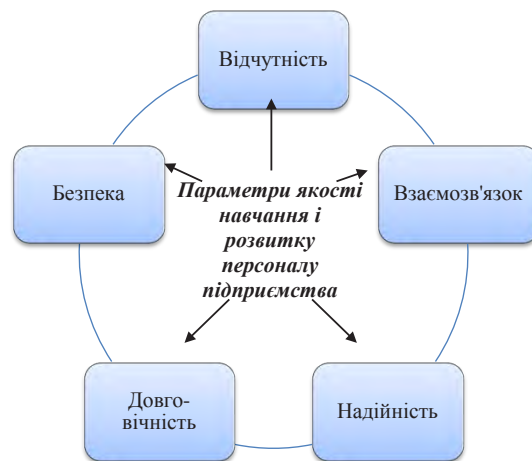 Відчутність
Безпека
Взаємозв'язок
Параметри якості
навчання і
розвитку
персоналу
підприємства
Довго-
вічність
Надійність